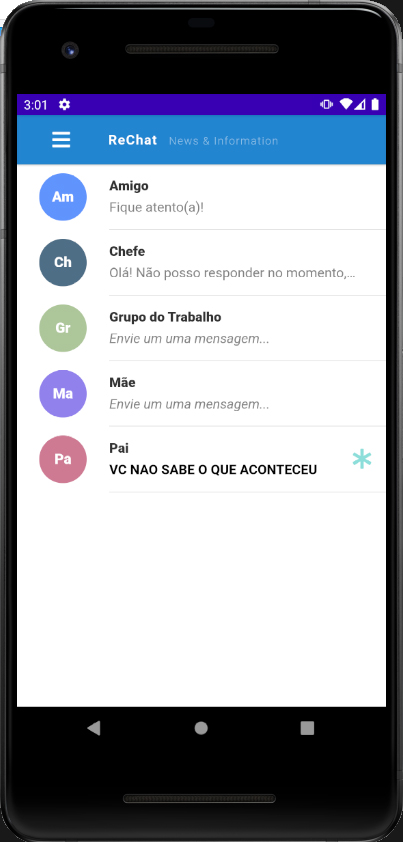 3:01
ReChat News & Information
Am
Amigo
Fique atento(a)!
Ch
Chefe
Olá! Não posso responder no momento,...
Gr
Grupo do Trabalho
Envie um uma mensagem...
Ma
Mãe
Envie um uma mensagem...
Pa
Pai
VC NAO SABE O QUE ACONTECEU